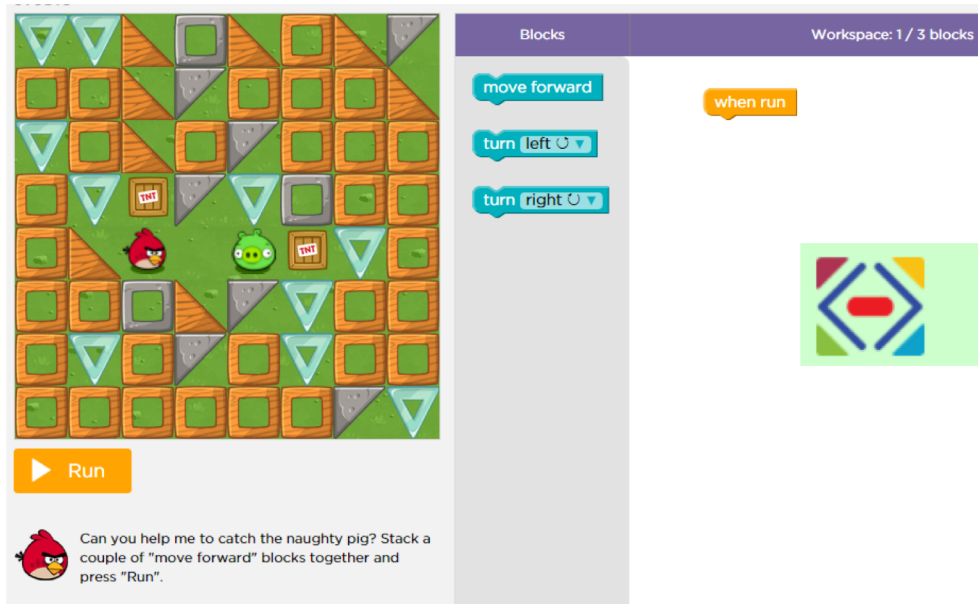 Blocks
Workspace: 1 / 3 blocks
move forward
when run
turn left ↺ ▼
turn right ↻ ▼
TNT
TNT
Run
Can you help me to catch the naughty pig? Stack a
couple of "move forward" blocks together and
press "Run".